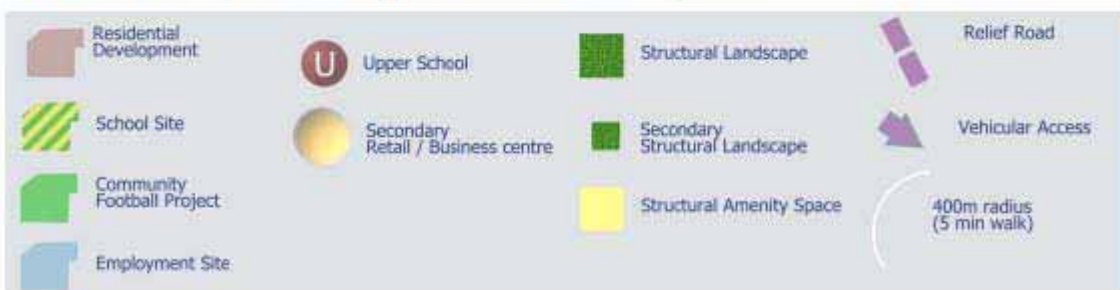 Residential
Development
School Site
Community
Football Project
Employment Site
U
Upper School
Secondary
Retail / Business centre
Structural Landscape
Secondary
Structural Landscape
Structural Amenity Space
Relief Road
Vehicular Access
400m radius
(5 min walk)